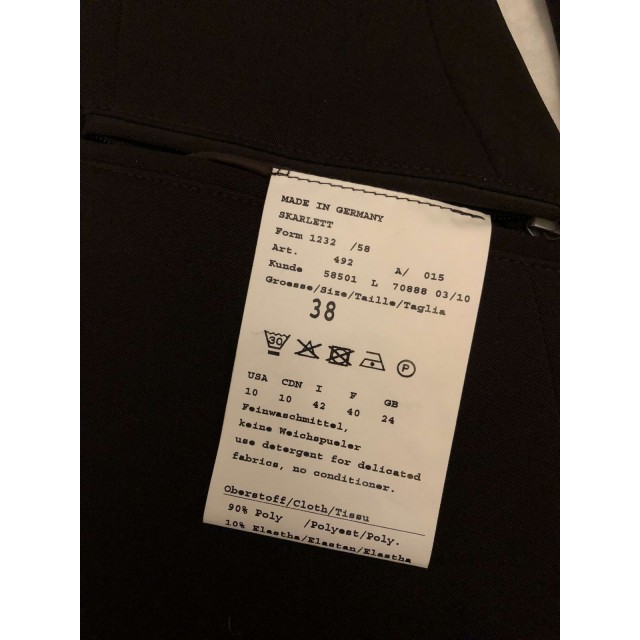 MADE IN GERMANY
SKARLETT
Form 1232 /58
Art. 492 A/ 015
Kunde 58501 L 70888 03/10
Groesse/Size/Taille/Taglia
38
30 P
USA CDN I F GB
10 10 42 40 24
Feinwaschmittel,
keine Weichspueler
use detergent for delicated
fabrics, no conditioner.
Oberstoff/Cloth/Tissu
90% Poly /Polyest/Poly.
10% Elastha/Elastan/Elastha